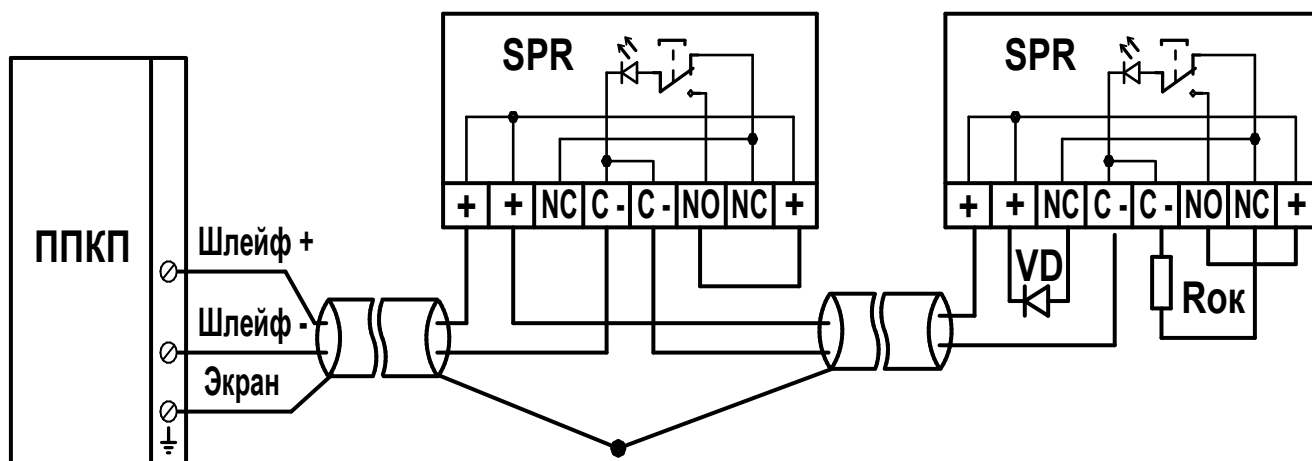 SPR
SPR
+ + NC C - C - NO NC +
+ + NC C - C - NO NC +
ППКП
Шлейф +
Шлейф -
Экран
VD
Rок